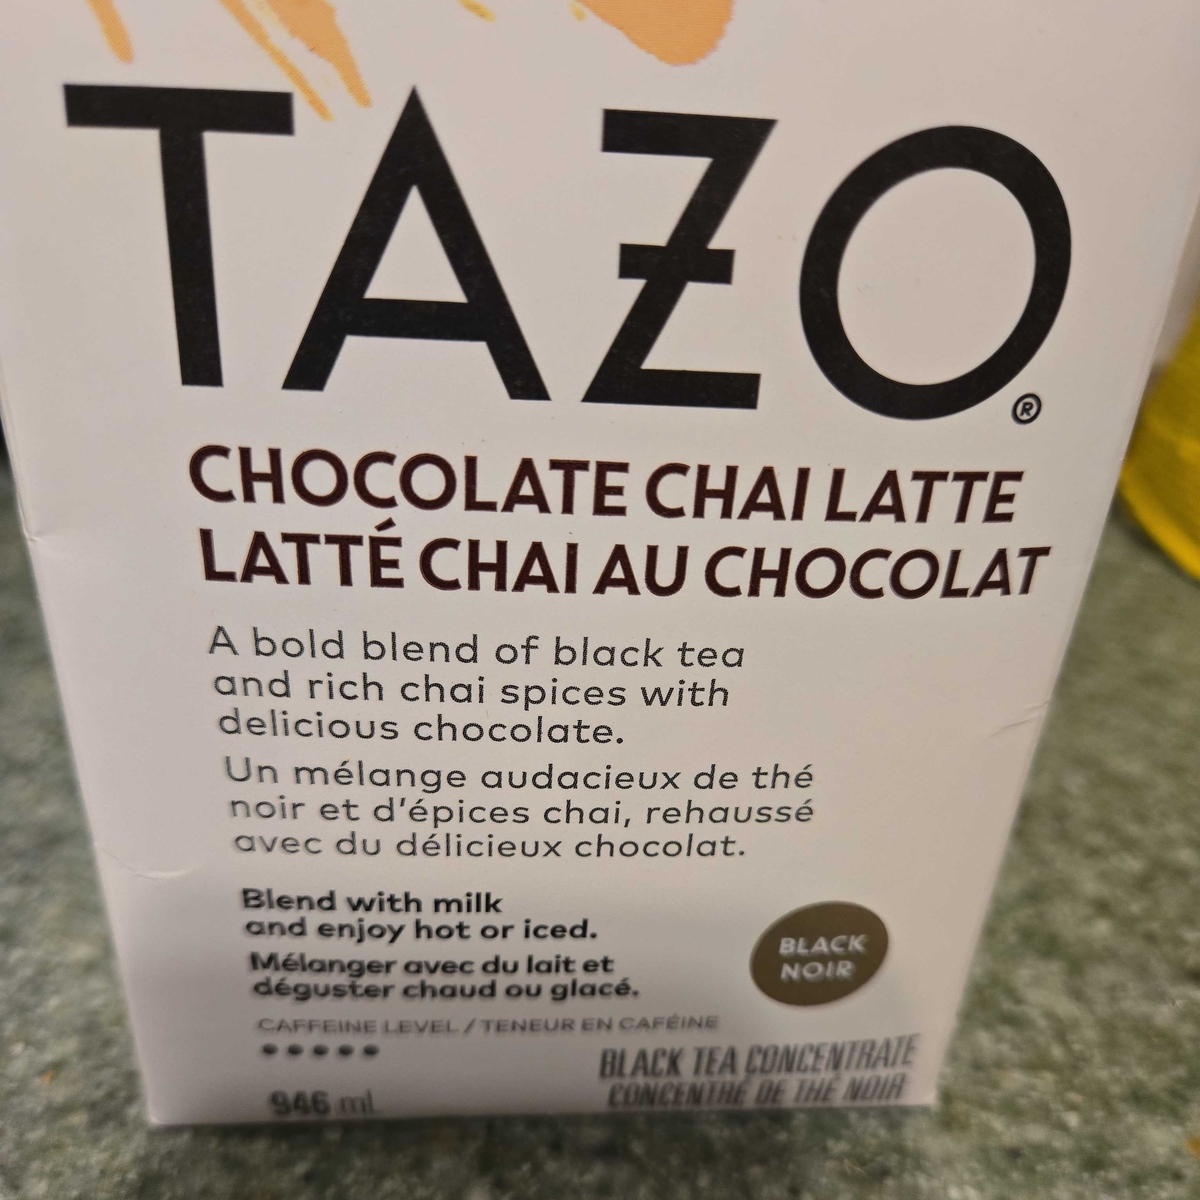 TAZO®
CHOCOLATE CHAI LATTE
LATTÉ CHAI AU CHOCOLAT
A bold blend of black tea
and rich chai spices with
delicious chocolate.
Un mélange audacieux de thé
noir et d'épices chai, rehaussé
avec du délicieux chocolat.
Blend with milk
and enjoy hot or iced.
Mélanger avec du lait et
déguster chaud ou glacé.
BLACK
NOIR
CAFFEINE LEVEL / TENEUR EN CAFÉINE
BLACK TEA CONCENTRATE
CONCENTRÉ DE THÉ NOIR
946 ml